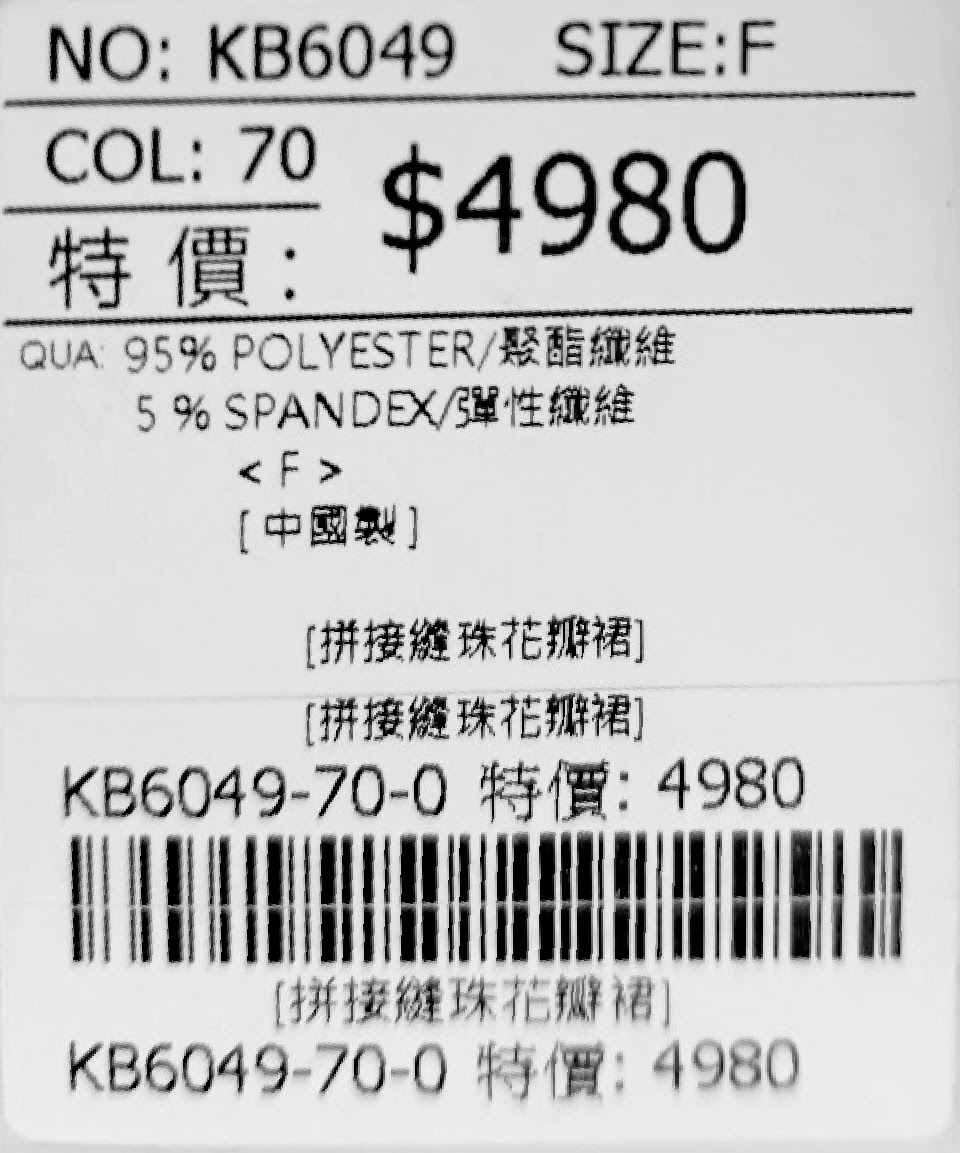 NO: KB6049 SIZE:F
COL: 70
$4980
特價:
QUA: 95% POLYESTER/聚酯纖維
5 % SPANDEX/彈性纖維
< F >
[中國製]
[拼接縫珠花瓣裙]
[拼接縫珠花瓣裙]
KB6049-70-0 特價: 4980
[拼接縫珠花瓣裙]
KB6049-70-0 特價: 4980